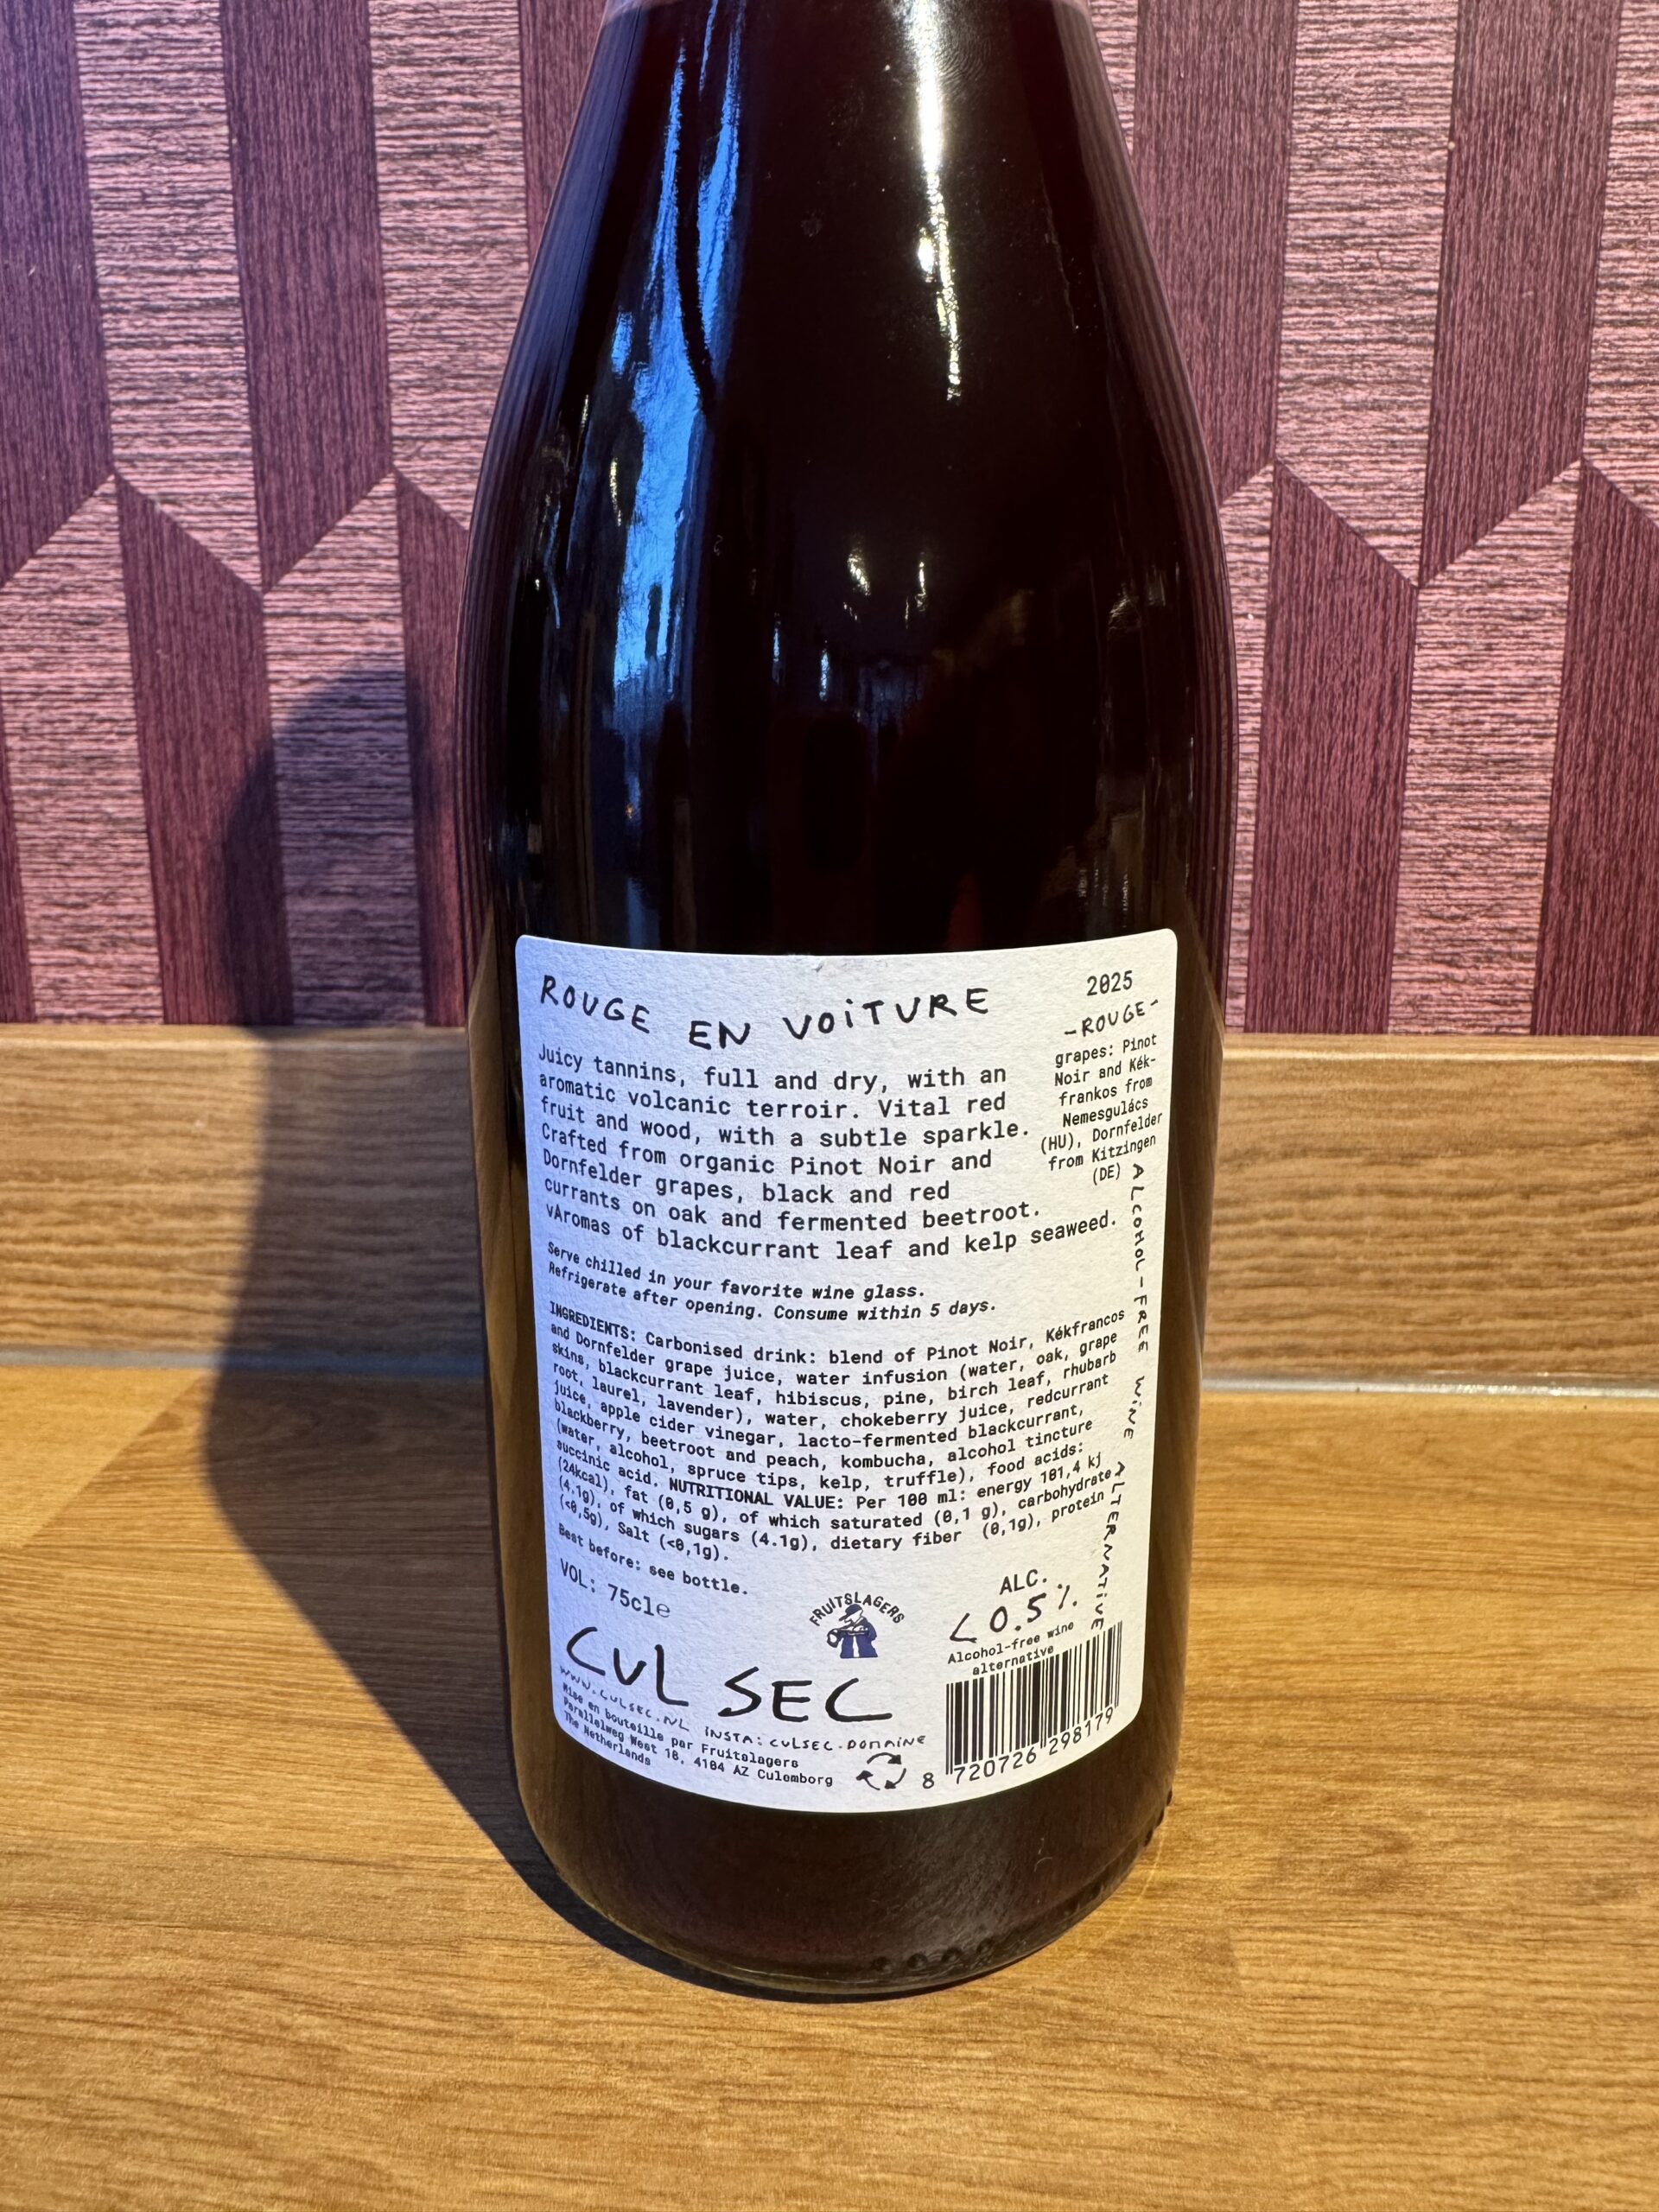 ROUGE EN VOiTURE
Juicy tannins, full and dry, with an
aromatic volcanic terroir. Vital red
fruit and wood, with a subtle sparkle.
Crafted from organic Pinot Noir and
Dornfelder grapes, black and red
currants on oak and fermented beetroot.
vAromas of blackcurrant leaf and kelp seaweed.
2025
-ROUGE-
grapes: Pinot
Noir and Kék-
frankos from
Nemesgulács
(HU), Dornfelder
from Kitzingen
(DE)
ALCOHOL-FREE WiNE ALTERNATiVE
Serve chilled in your favorite wine glass.
Refrigerate after opening. Consume within 5 days.
INGREDIENTS: Carbonised drink: blend of Pinot Noir, Kékfrancos
and Dornfelder grape juice, water infusion (water, oak, grape
skins, blackcurrant leaf, hibiscus, pine, birch leaf, rhubarb
root, laurel, lavender), water, chokeberry juice, redcurrant
juice, apple cider vinegar, lacto-fermented blackcurrant,
blackberry, beetroot and peach, kombucha, alcohol tincture
(water, alcohol, spruce tips, kelp, truffle), food acids:
succinic acid. NUTRITIONAL VALUE: Per 100 ml: energy 101,4 kj
(24kcal), fat (0,5 g), of which saturated (0,1 g), carbohydrate
(4.1g), of which sugars (4.1g), dietary fiber (0,1g), protein
(<0,5g), Salt (<0,1g).
Best before: see bottle.
VOL: 75cl℮
FRUiTSLAGERS
ALC.
< 0.5%
Alcohol-free wine
alternative
CUL SEC
WWW.CULSEC.NL iNSTA: CULSEC.DOMAiNE
Mise en bouteille par Fruitslagers
Parallelweg West 18, 4104 AZ Culemborg
The Netherlands
8 720726 298179